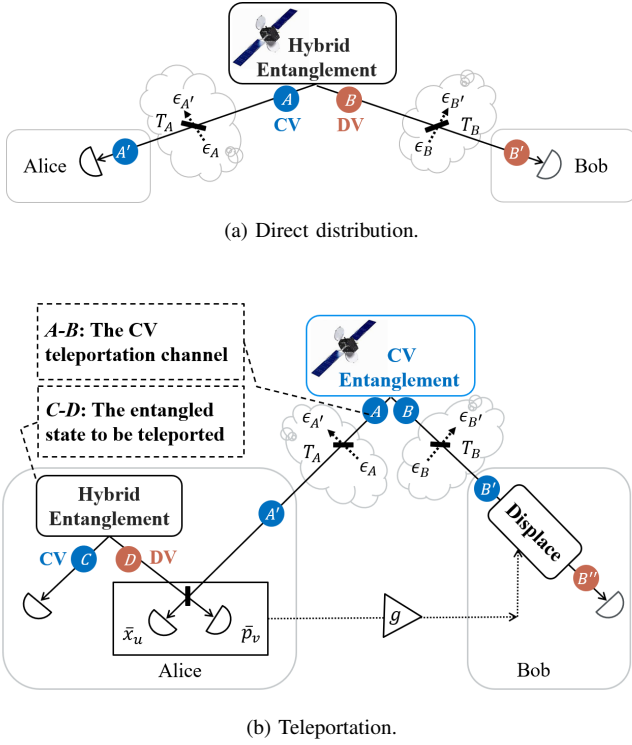 Hybrid
Entanglement
A
B
CV
DV
ϵA′
TA
ϵA
ϵB′
TB
ϵB
A′
B′
Alice
Bob
(a) Direct distribution.
A-B: The CV
teleportation channel
C-D: The entangled
state to be teleported
CV
Entanglement
A
B
ϵA′
TA
ϵA
ϵB′
TB
ϵB
Hybrid
Entanglement
CV
C
D
DV
A′
B′
Displace
B′′
x̄u
p̄v
g
Alice
Bob
(b) Teleportation.